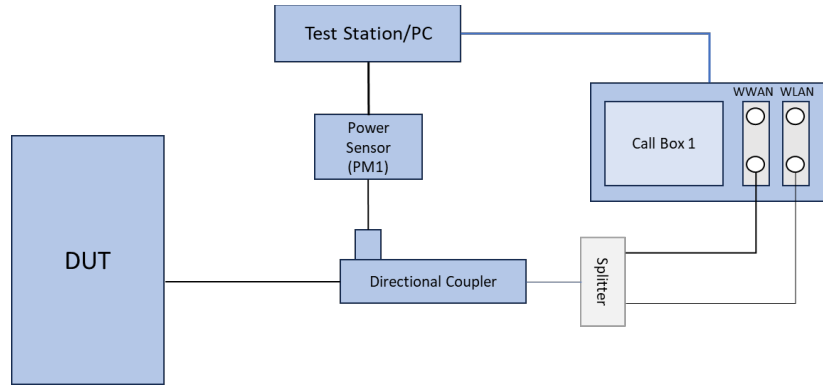 Test Station/PC
WWAN WLAN
Power
Sensor
(PM1)
Call Box 1
DUT
Directional Coupler
Splitter